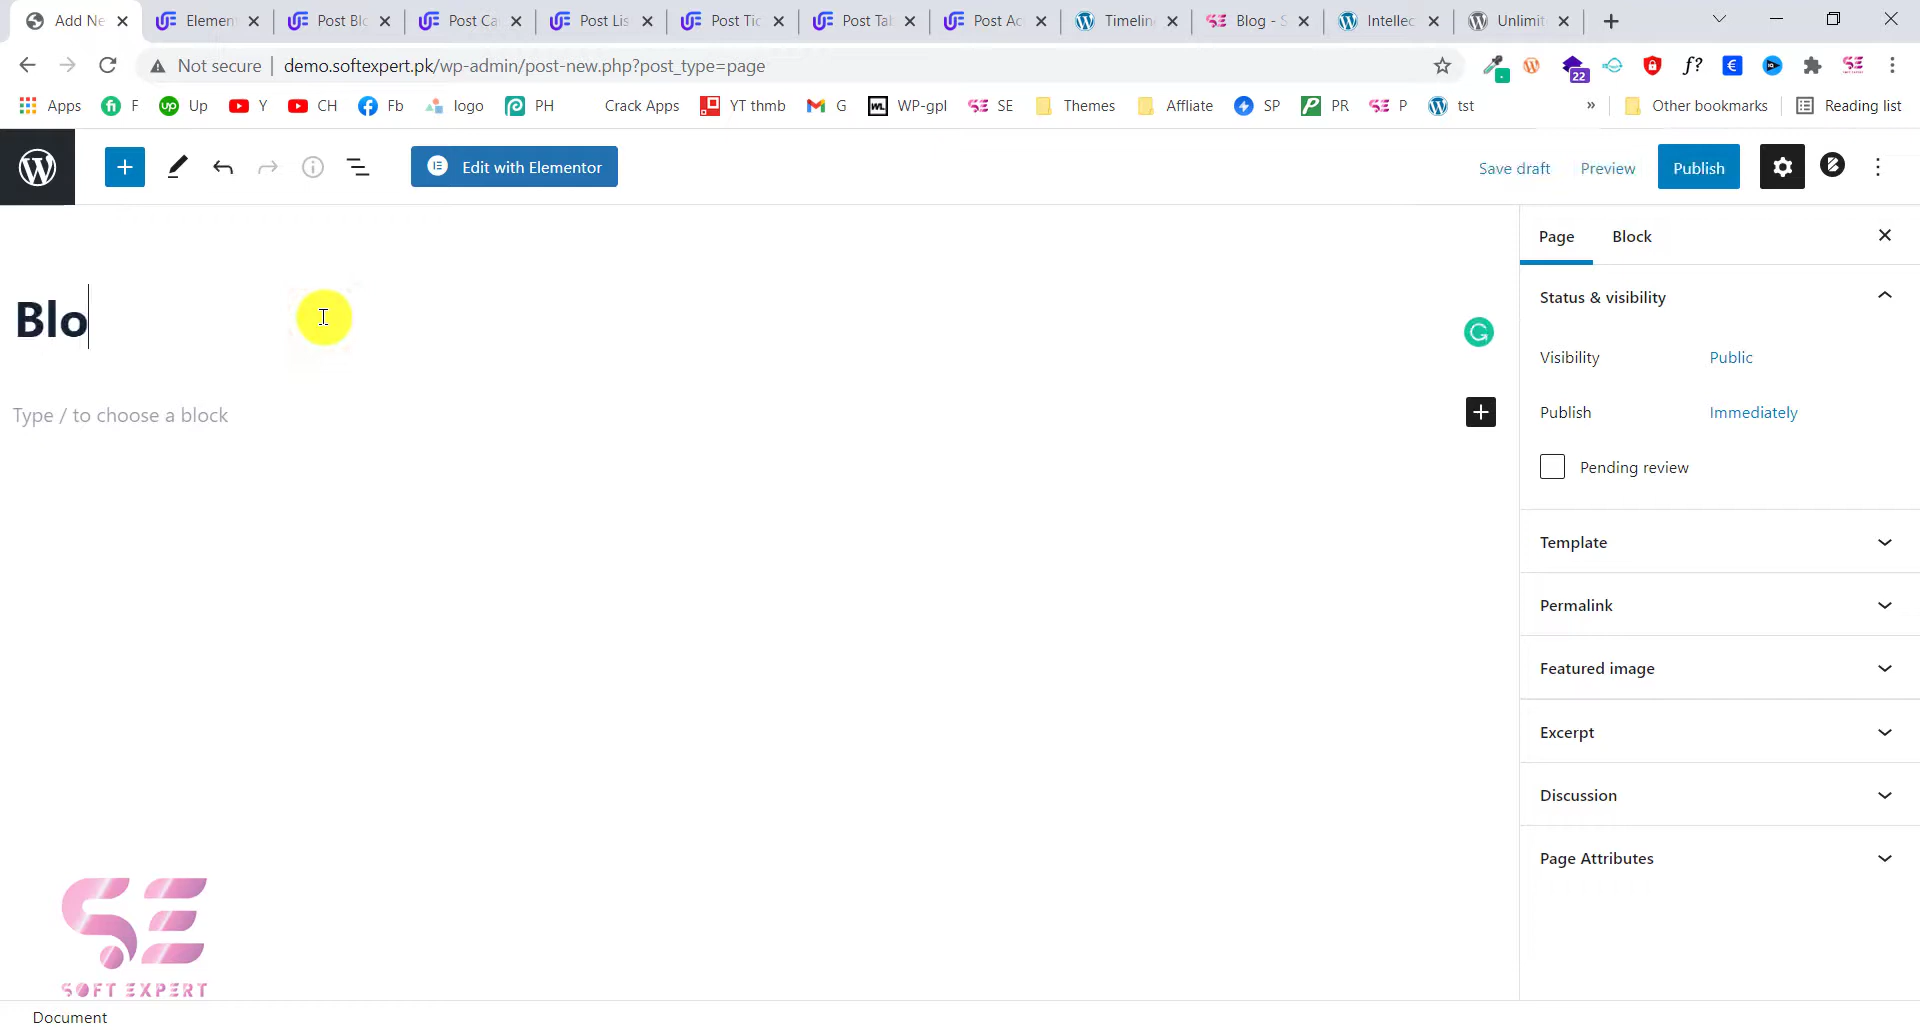 Add Ne
Elemen
Post Blo
Post Ca
Post Lis
Post Tic
Post Tab
Post Ac
Timelin
Blog - S
Intellec
Unlimit
Not secure
demo.softexpert.pk/wp-admin/post-new.php?post_type=page
22
f?
Apps
F
Up
Y
CH
Fb
logo
PH
Crack Apps
YT thmb
G
WP-gpl
SE
Themes
Affliate
SP
PR
P
tst
»
Other bookmarks
Reading list
Edit with Elementor
Save draft
Preview
Publish
Page
Block
Status & visibility
Blo
Visibility
Public
Type / to choose a block
Publish
Immediately
Pending review
Template
Permalink
Featured image
Excerpt
Discussion
Page Attributes
SE
SOFT EXPERT
Document